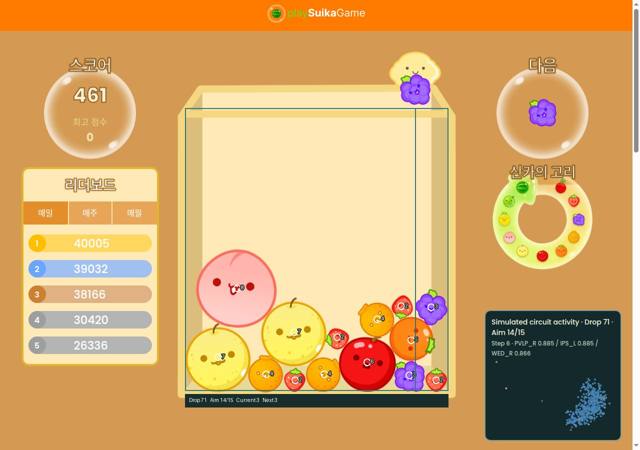 playSuikaGame
스코어
461
최고 점수
0
리더보드
매일
매주
매월
1 40005
2 39032
3 38166
4 30420
5 26336
다음
산카의 고리
Simulated circuit activity · Drop 71 · Aim 14/15
Step 6 · PVLP_R 0.885 / IPS_L 0.885 / WED_R 0.866
Drop 71 Aim 14/15 Current 3 Next 3